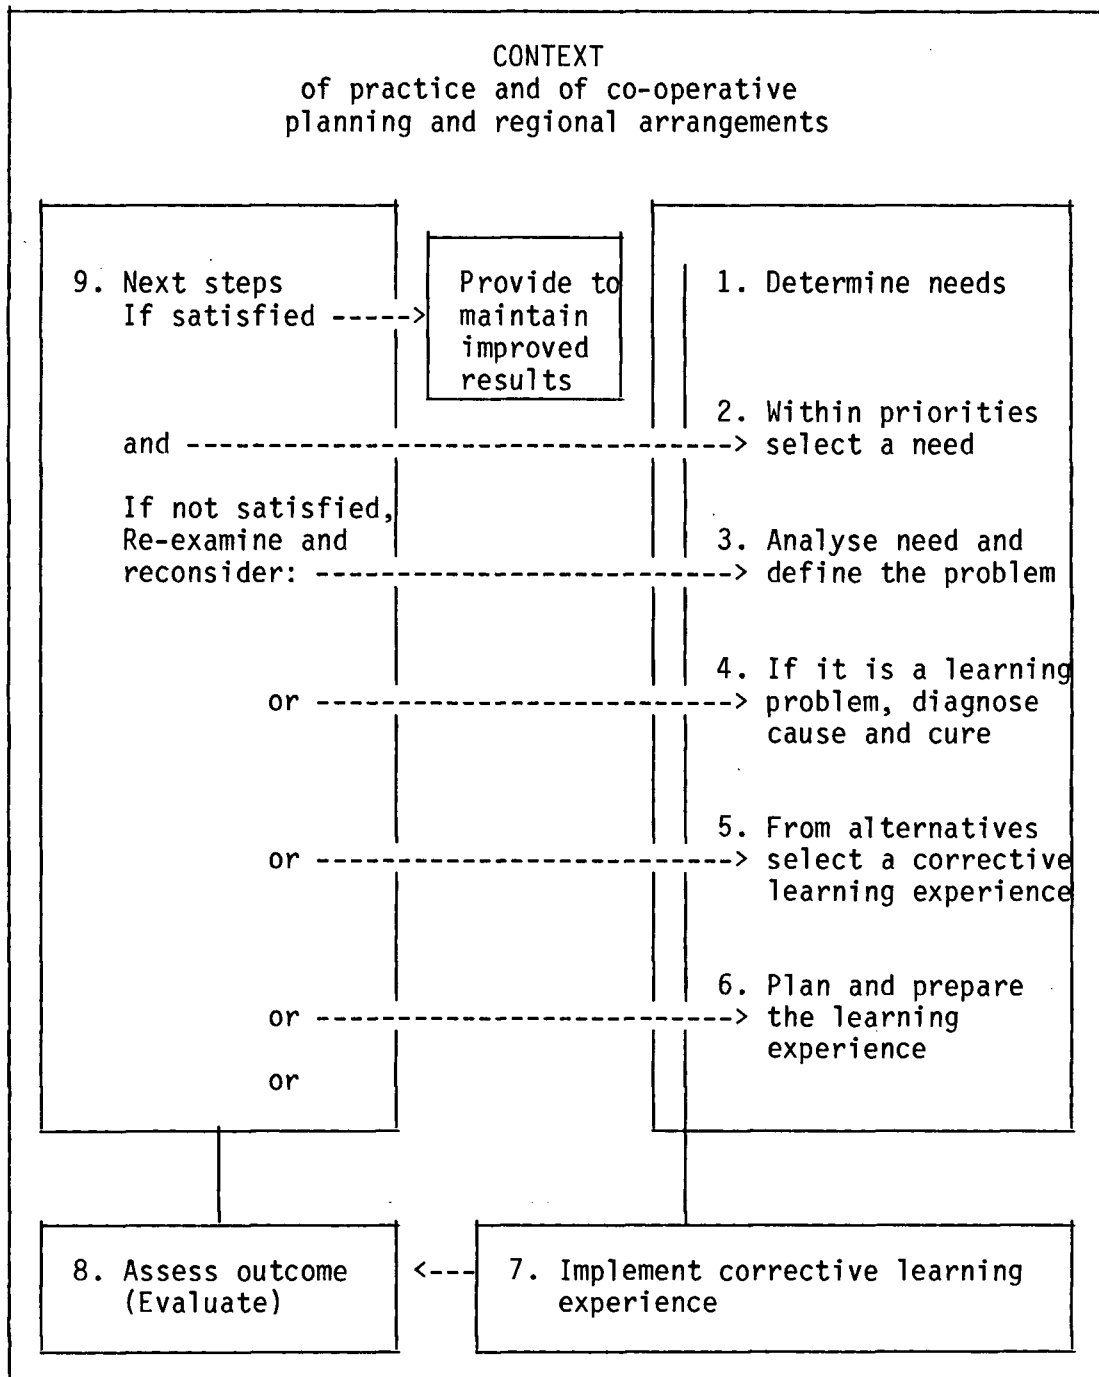 CONTEXT
of practice and of co-operative
planning and regional arrangements
9. Next steps
If satisfied ----->
Provide to
maintain
improved
results
and ---------------------------------->
If not satisfied,
Re-examine and
reconsider: -------------------------->
or -------------------------->
or -------------------------->
or -------------------------->
or
1. Determine needs
2. Within priorities
select a need
3. Analyse need and
define the problem
4. If it is a learning
problem, diagnose
cause and cure
5. From alternatives
select a corrective
learning experience
6. Plan and prepare
the learning
experience
7. Implement corrective learning
experience
<---
8. Assess outcome
(Evaluate)